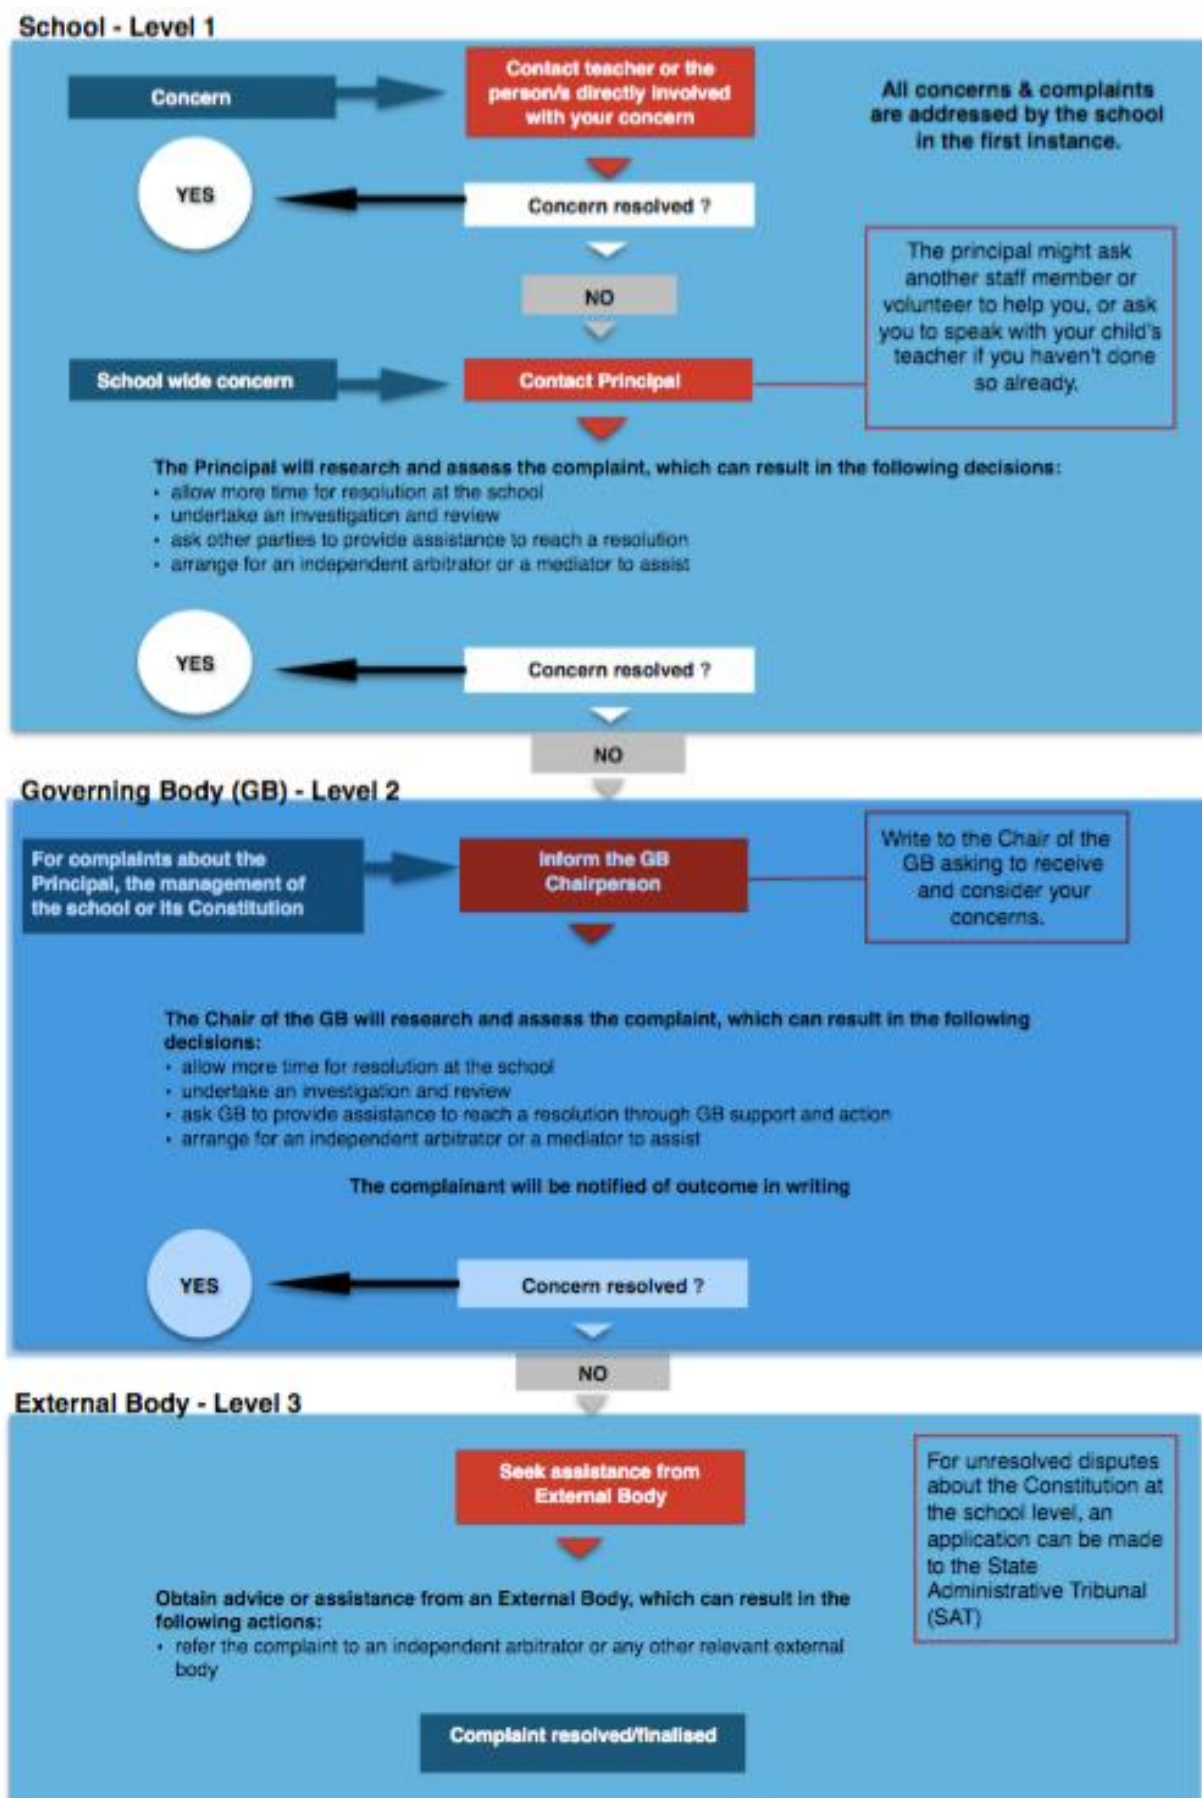 School - Level 1
Concern
Contact teacher or the
person/s directly involved
with your concern
All concerns & complaints
are addressed by the school
in the first instance.
YES
Concern resolved ?
NO
The principal might ask
another staff member or
volunteer to help you, or ask
you to speak with your child's
teacher if you haven't done
so already.
School wide concern
Contact Principal
The Principal will research and assess the complaint, which can result in the following decisions:
• allow more time for resolution at the school
• undertake an investigation and review
• ask other parties to provide assistance to reach a resolution
• arrange for an independent arbitrator or a mediator to assist
YES
Concern resolved ?
NO
Governing Body (GB) - Level 2
For complaints about the
Principal, the management of
the school or its Constitution
Inform the GB
Chairperson
Write to the Chair of the
GB asking to receive
and consider your
concerns.
The Chair of the GB will research and assess the complaint, which can result in the following
decisions:
• allow more time for resolution at the school
• undertake an investigation and review
• ask GB to provide assistance to reach a resolution through GB support and action
• arrange for an independent arbitrator or a mediator to assist
The complainant will be notified of outcome in writing
YES
Concern resolved ?
NO
External Body - Level 3
Seek assistance from
External Body
For unresolved disputes
about the Constitution at
the school level, an
application can be made
to the State
Administrative Tribunal
(SAT)
Obtain advice or assistance from an External Body, which can result in the
following actions:
• refer the complaint to an independent arbitrator or any other relevant external
body
Complaint resolved/finalised